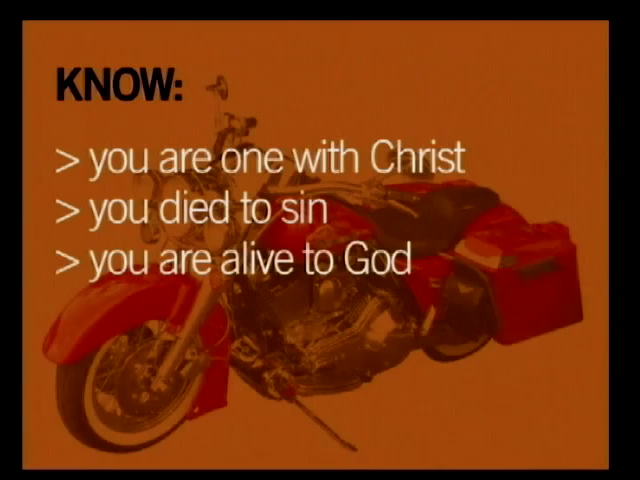 KNOW:
> you are one with Christ
> you died to sin
> you are alive to God